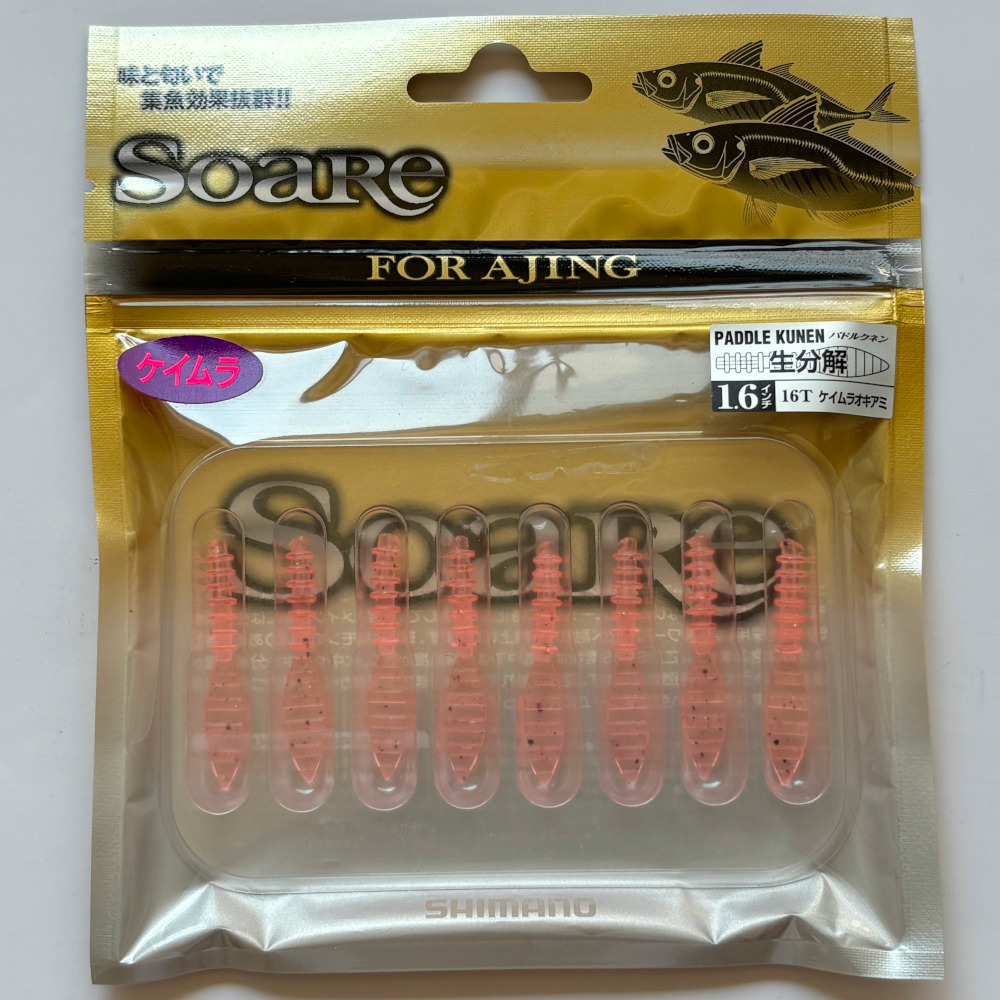 味と匂いで
集魚効果抜群!!
SOARE
FOR AJING
ケイムラ
PADDLE KUNEN パドルクネン
生分解
1.6インチ 16T ケイムラオキアミ
SOARE
SHIMANO